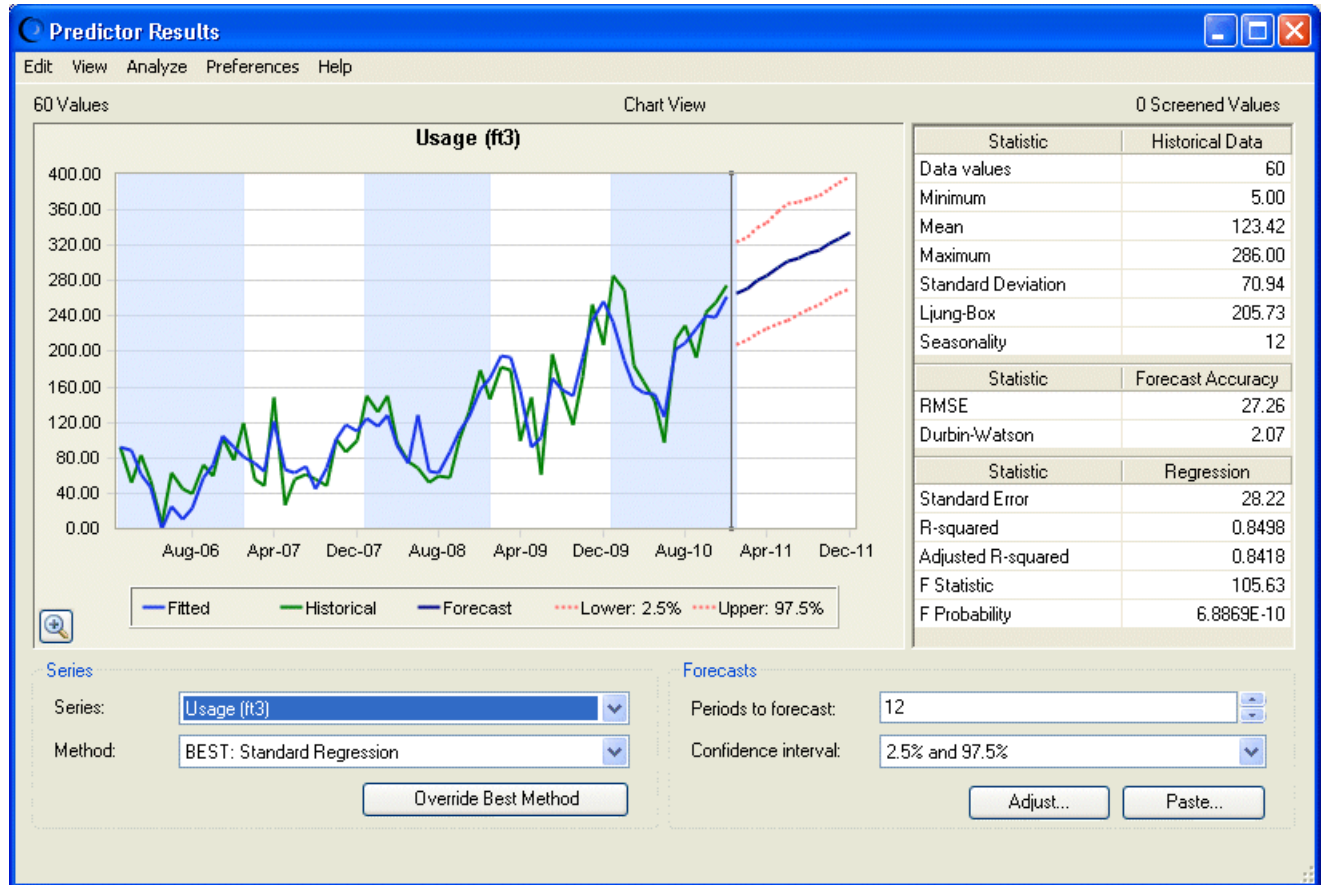 Predictor Results
Edit View Analyze Preferences Help
60 Values Chart View 0 Screened Values
Usage (ft3)
400.00
360.00
320.00
280.00
240.00
200.00
160.00
120.00
80.00
40.00
0.00
Aug-06 Apr-07 Dec-07 Aug-08 Apr-09 Dec-09 Aug-10 Apr-11 Dec-11
Fitted Historical Forecast Lower: 2.5% Upper: 97.5%
Statistic Historical Data
Data values 60
Minimum 5.00
Mean 123.42
Maximum 286.00
Standard Deviation 70.94
Ljung-Box 205.73
Seasonality 12
Statistic Forecast Accuracy
RMSE 27.26
Durbin-Watson 2.07
Statistic Regression
Standard Error 28.22
R-squared 0.8498
Adjusted R-squared 0.8418
F Statistic 105.63
F Probability 6.8869E-10
Series
Series: Usage (ft3)
Method: BEST: Standard Regression
Override Best Method
Forecasts
Periods to forecast: 12
Confidence interval: 2.5% and 97.5%
Adjust... Paste...